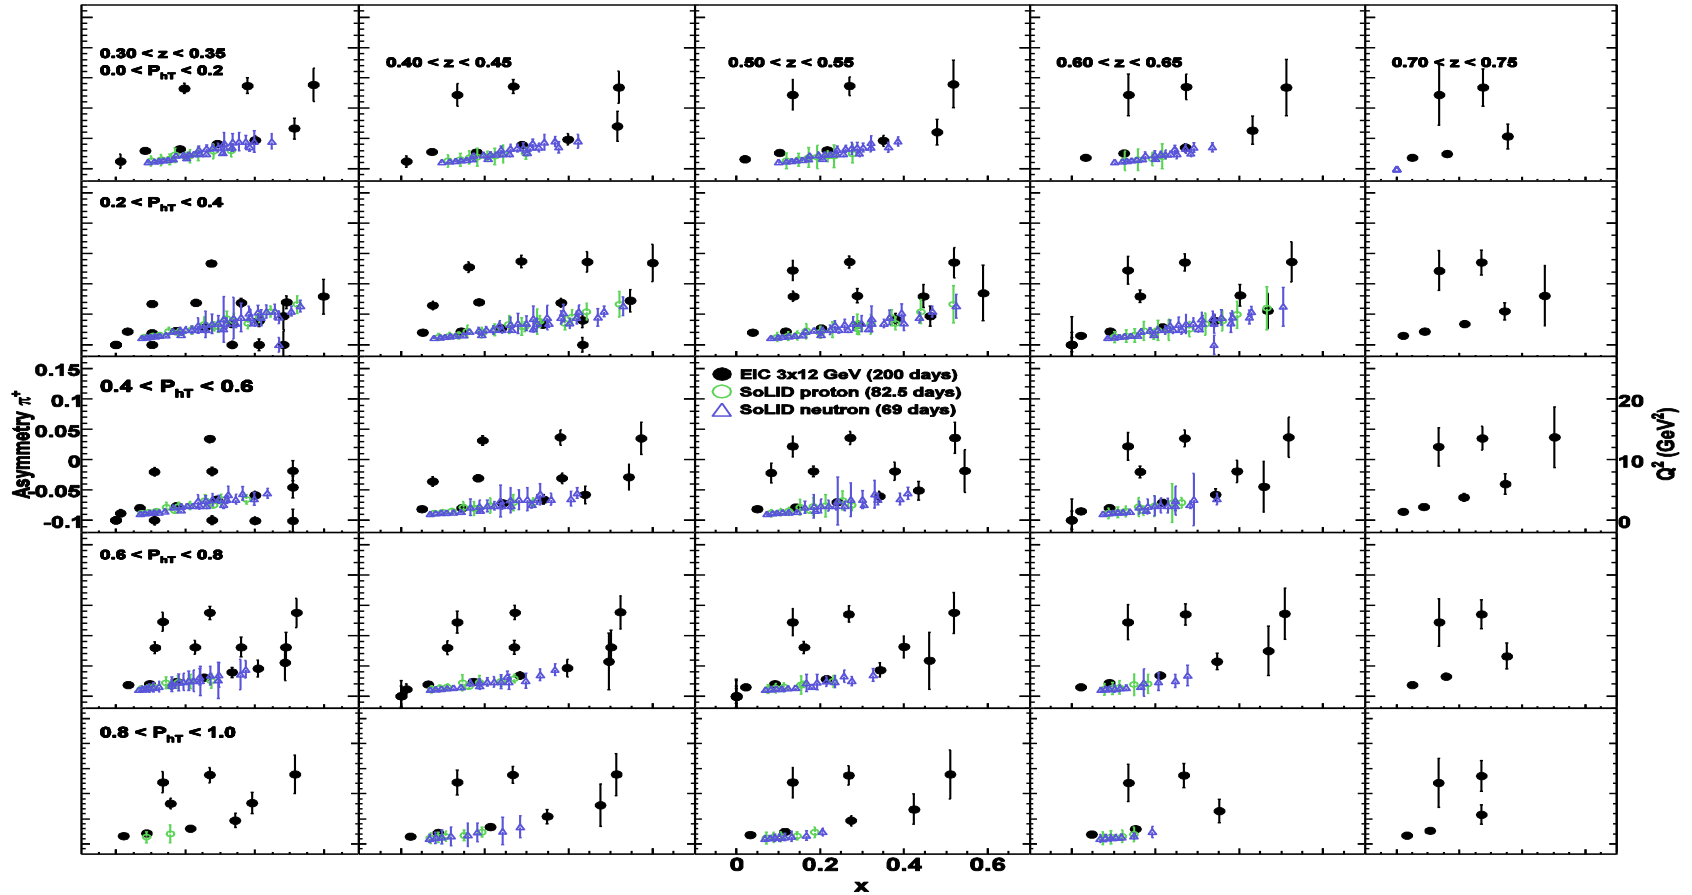 0.30 < z < 0.35
0.0 < P_hT < 0.2
0.40 < z < 0.45
0.50 < z < 0.55
0.60 < z < 0.65
0.70 < z < 0.75
0.2 < P_hT < 0.4
0.4 < P_hT < 0.6
EIC 3x12 GeV (200 days)
SoLID proton (82.5 days)
SoLID neutron (69 days)
0.15
0.1
0.05
0
-0.05
-0.1
Asymmetry π⁺
20
10
0
Q² (GeV²)
0.6 < P_hT < 0.8
0.8 < P_hT < 1.0
0 0.2 0.4 0.6
x